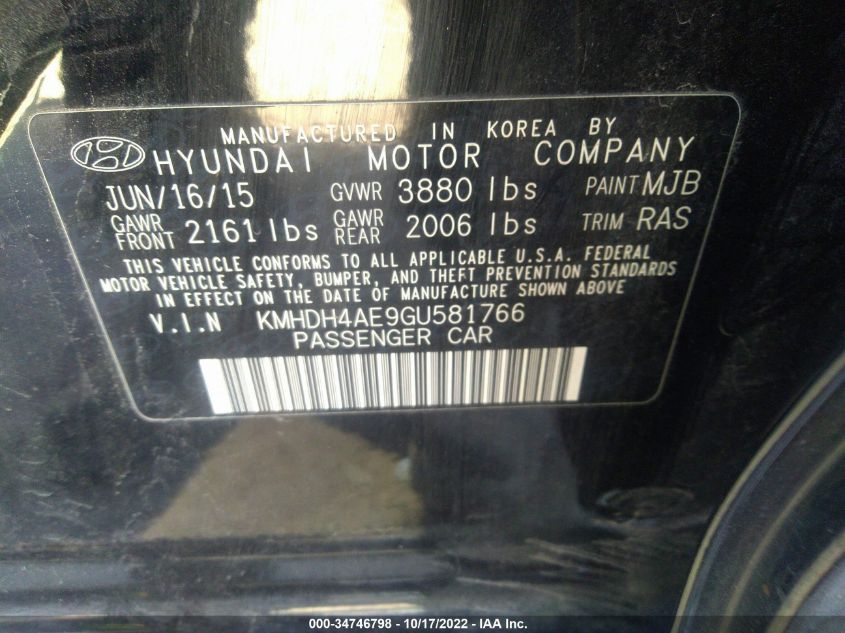 MANUFACTURED IN KOREA BY
HYUNDAI MOTOR COMPANY
JUN/16/15 GVWR 3880 lbs PAINT MJB
GAWR FRONT 2161 lbs GAWR REAR 2006 lbs TRIM RAS
THIS VEHICLE CONFORMS TO ALL APPLICABLE U.S.A. FEDERAL
MOTOR VEHICLE SAFETY, BUMPER, AND THEFT PREVENTION STANDARDS
IN EFFECT ON THE DATE OF MANUFACTURE SHOWN ABOVE
V.I.N KMHDH4AE9GU581766
PASSENGER CAR
000-34746798 - 10/17/2022 - IAA Inc.